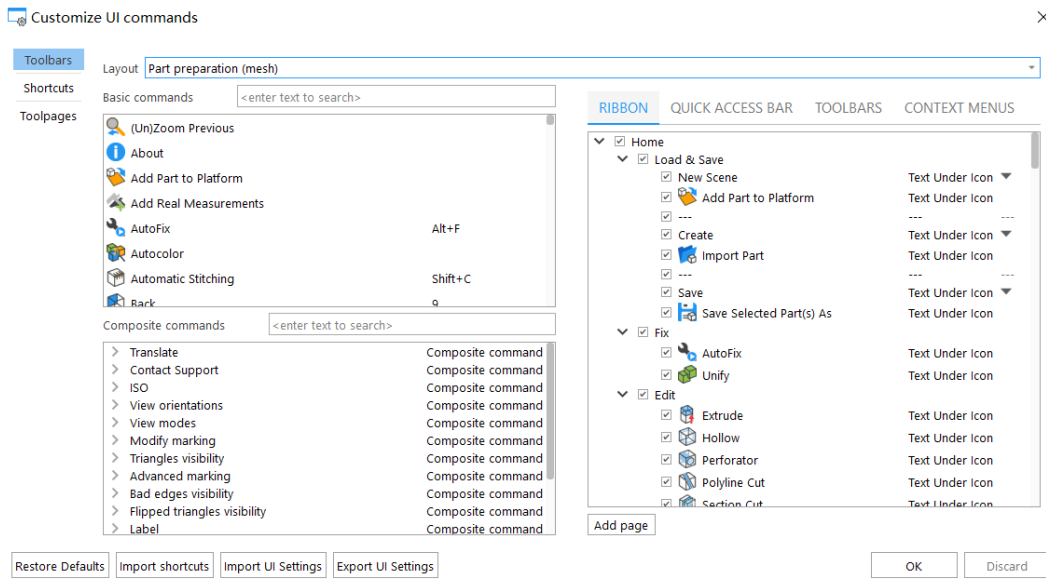 Customize UI commands
Toolbars
Shortcuts
Toolpages
Layout Part preparation (mesh)
Basic commands <enter text to search>
(Un)Zoom Previous
About
Add Part to Platform
Add Real Measurements
AutoFix Alt+F
Autocolor
Automatic Stitching Shift+C
Back 9
Composite commands <enter text to search>
Translate Composite command
Contact Support Composite command
ISO Composite command
View orientations Composite command
View modes Composite command
Modify marking Composite command
Triangles visibility Composite command
Advanced marking Composite command
Bad edges visibility Composite command
Flipped triangles visibility Composite command
Label Composite command
RIBBON QUICK ACCESS BAR TOOLBARS CONTEXT MENUS
Home
Load & Save
New Scene Text Under Icon
Add Part to Platform Text Under Icon
--- --- ---
Create Text Under Icon
Import Part Text Under Icon
--- --- ---
Save Text Under Icon
Save Selected Part(s) As Text Under Icon
Fix
AutoFix Text Under Icon
Unify Text Under Icon
Edit
Extrude Text Under Icon
Hollow Text Under Icon
Perforator Text Under Icon
Polyline Cut Text Under Icon
Section Cut Text Under Icon
Add page
Restore Defaults Import shortcuts Import UI Settings Export UI Settings OK Discard